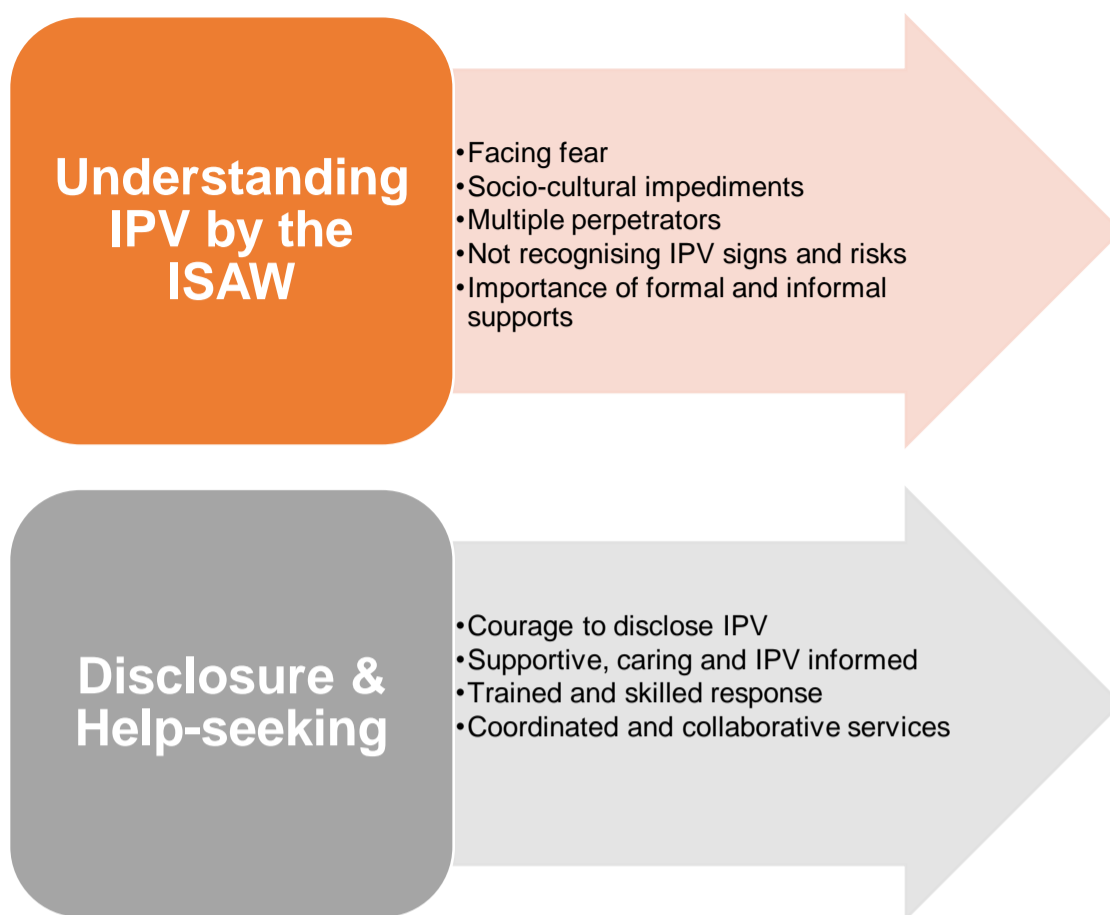 Understanding
IPV by the
ISAW
•Facing fear
•Socio-cultural impediments
•Multiple perpetrators
•Not recognising IPV signs and risks
•Importance of formal and informal
supports
Disclosure &
Help-seeking
•Courage to disclose IPV
•Supportive, caring and IPV informed
•Trained and skilled response
•Coordinated and collaborative services